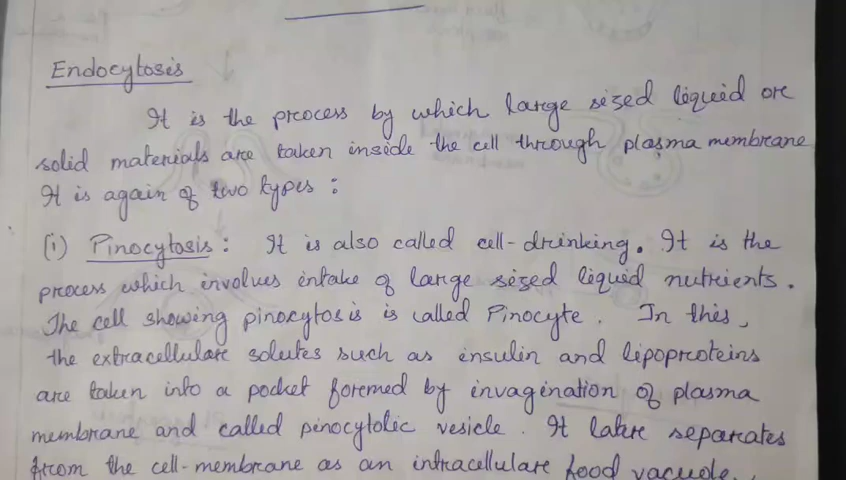 Endocytosis
It is the process by which large sized liquid or
solid materials are taken inside the cell through plasma membrane
It is again of two types :
(i) Pinocytosis : It is also called cell-drinking. It is the
process which involves intake of large sized liquid nutrients.
The cell showing pinocytosis is called Pinocyte. In this,
the extracellular solutes such as insulin and lipoproteins
are taken into a pocket formed by invagination of plasma
membrane and called pinocytotic vesicle. It later separates
from the cell-membrane as an intracellular food vacuole.